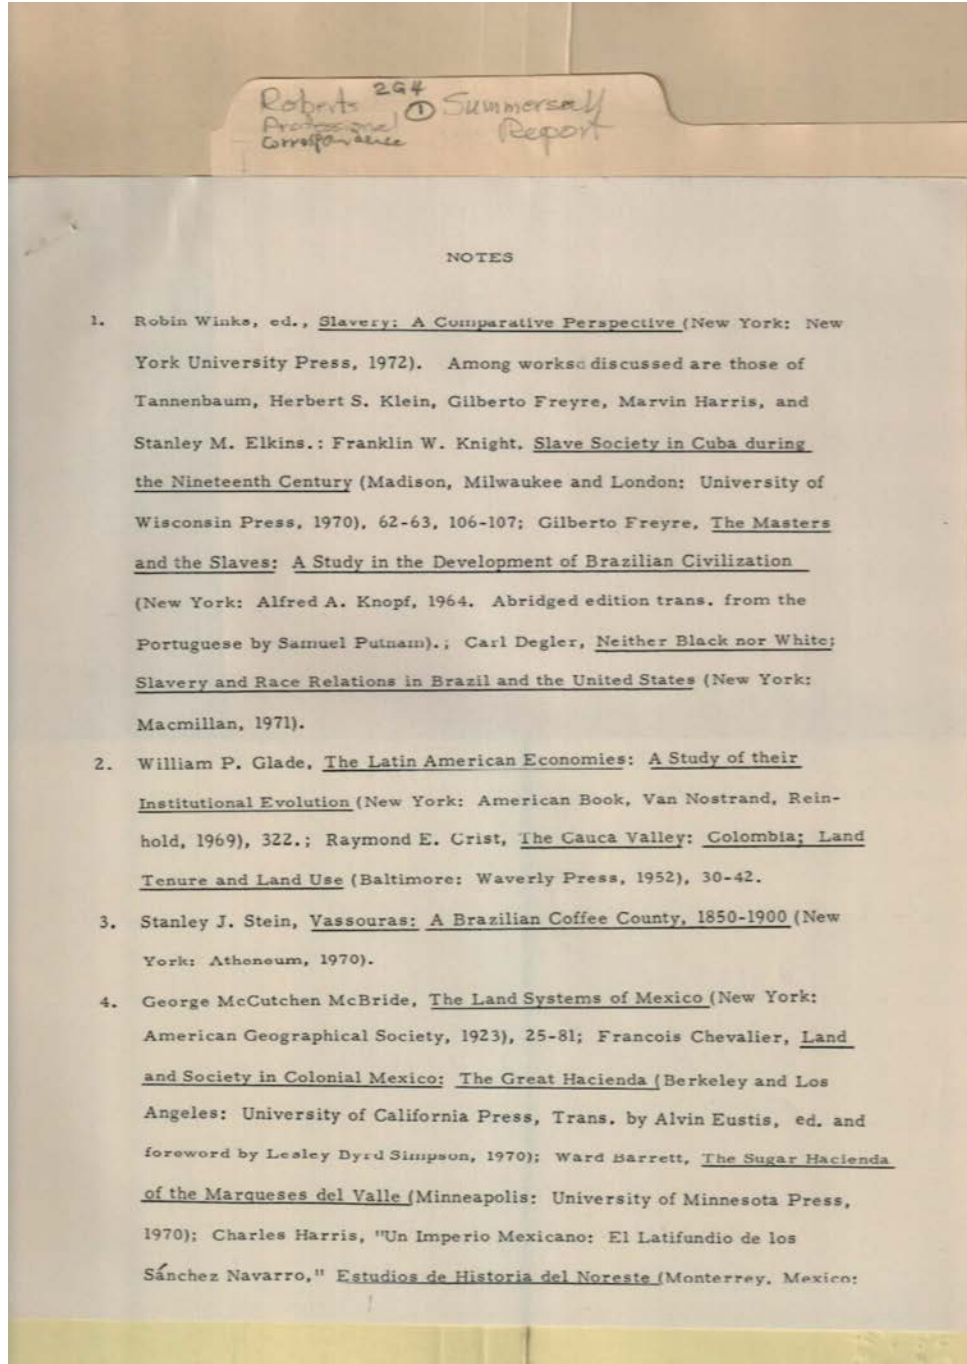 2G4
Roberts ① Summersell
Professional Report
Correspondence
NOTES
1. Robin Winks, ed., Slavery: A Comparative Perspective (New York: New
York University Press, 1972). Among works discussed are those of
Tannenbaum, Herbert S. Klein, Gilberto Freyre, Marvin Harris, and
Stanley M. Elkins.; Franklin W. Knight. Slave Society in Cuba during
the Nineteenth Century (Madison, Milwaukee and London: University of
Wisconsin Press, 1970), 62-63, 106-107; Gilberto Freyre, The Masters
and the Slaves: A Study in the Development of Brazilian Civilization
(New York: Alfred A. Knopf, 1964. Abridged edition trans. from the
Portuguese by Samuel Putnam).; Carl Degler, Neither Black nor White;
Slavery and Race Relations in Brazil and the United States (New York:
Macmillan, 1971).
2. William P. Glade, The Latin American Economies: A Study of their
Institutional Evolution (New York: American Book, Van Nostrand, Rein-
hold, 1969), 322.; Raymond E. Crist, The Cauca Valley: Colombia; Land
Tenure and Land Use (Baltimore: Waverly Press, 1952), 30-42.
3. Stanley J. Stein, Vassouras: A Brazilian Coffee County, 1850-1900 (New
York: Atheneum, 1970).
4. George McCutchen McBride, The Land Systems of Mexico (New York:
American Geographical Society, 1923), 25-81; Francois Chevalier, Land
and Society in Colonial Mexico: The Great Hacienda (Berkeley and Los
Angeles: University of California Press, Trans. by Alvin Eustis, ed. and
foreword by Lesley Byrd Simpson, 1970); Ward Barrett, The Sugar Hacienda
of the Marqueses del Valle (Minneapolis: University of Minnesota Press,
1970); Charles Harris, "Un Imperio Mexicano: El Latifundio de los
Sánchez Navarro," Estudios de Historia del Noreste (Monterrey, Mexico: